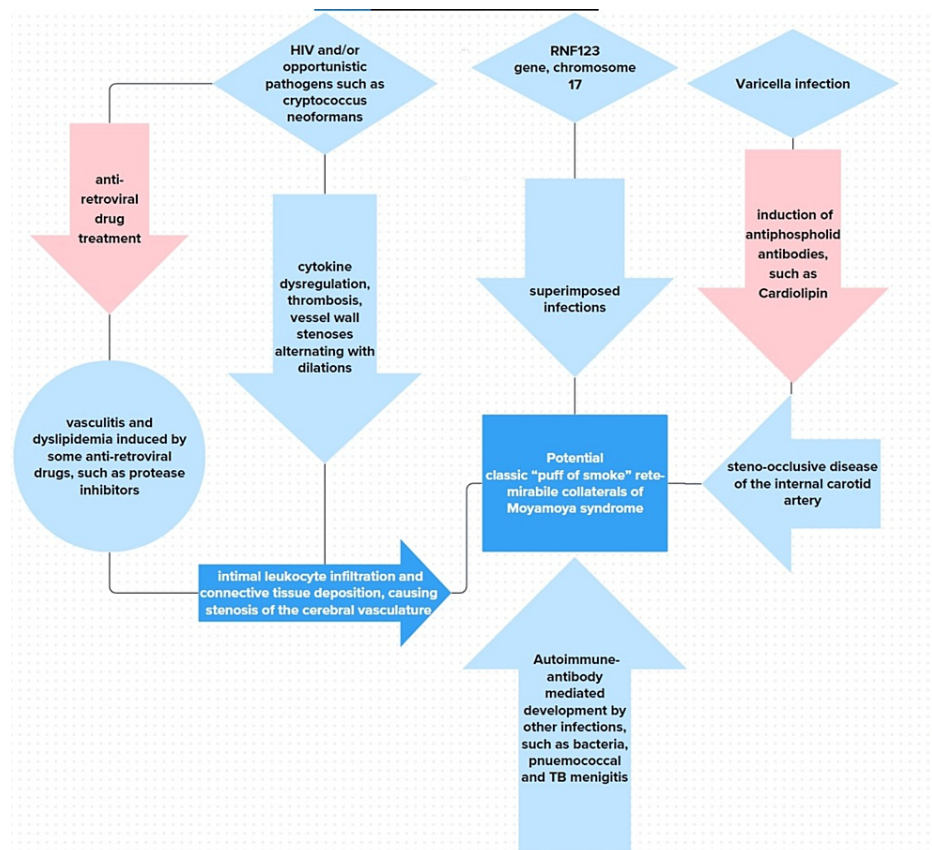 HIV and/or
opportunistic
pathogens such as
cryptococcus
neoformans
RNF123
gene, chromosome
17
Varicella infection
anti-
retroviral
drug
treatment
cytokine
dysregulation,
thrombosis,
vessel wall
stenoses
alternating with
dilations
superimposed
infections
induction of
antiphospholid
antibodies,
such as
Cardiolipin
vasculitis and
dyslipidemia induced by
some anti-retroviral
drugs, such as protease
inhibitors
Potential
classic “puff of smoke” rete-
mirabile collaterals of
Moyamoya syndrome
steno-occlusive disease
of the internal carotid
artery
intimal leukocyte infiltration and
connective tissue deposition, causing
stenosis of the cerebral vasculature
Autoimmune-
antibody
mediated
development by
other infections,
such as bacteria,
pnuemococcal
and TB menigitis